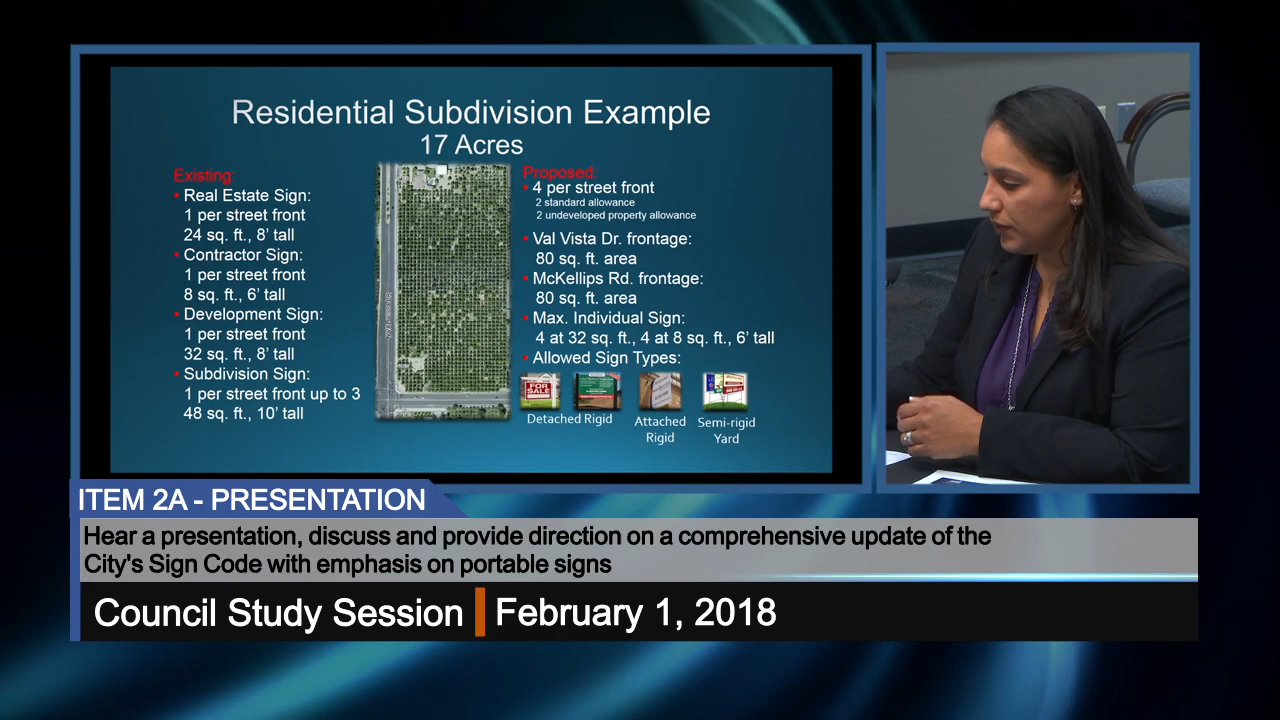 Residential Subdivision Example
17 Acres
Existing:
• Real Estate Sign:
1 per street front
24 sq. ft., 8' tall
• Contractor Sign:
1 per street front
8 sq. ft., 6' tall
• Development Sign:
1 per street front
32 sq. ft., 8' tall
• Subdivision Sign:
1 per street front up to 3
48 sq. ft., 10' tall
Proposed:
• 4 per street front
2 standard allowance
2 undeveloped property allowance
• Val Vista Dr. frontage:
80 sq. ft. area
• McKellips Rd. frontage:
80 sq. ft. area
• Max. Individual Sign:
4 at 32 sq. ft., 4 at 8 sq. ft., 6' tall
• Allowed Sign Types:
FOR
SALE
Detached Rigid
Attached
Rigid
Semi-rigid
Yard
ITEM 2A - PRESENTATION
Hear a presentation, discuss and provide direction on a comprehensive update of the
City's Sign Code with emphasis on portable signs
Council Study Session
February 1, 2018